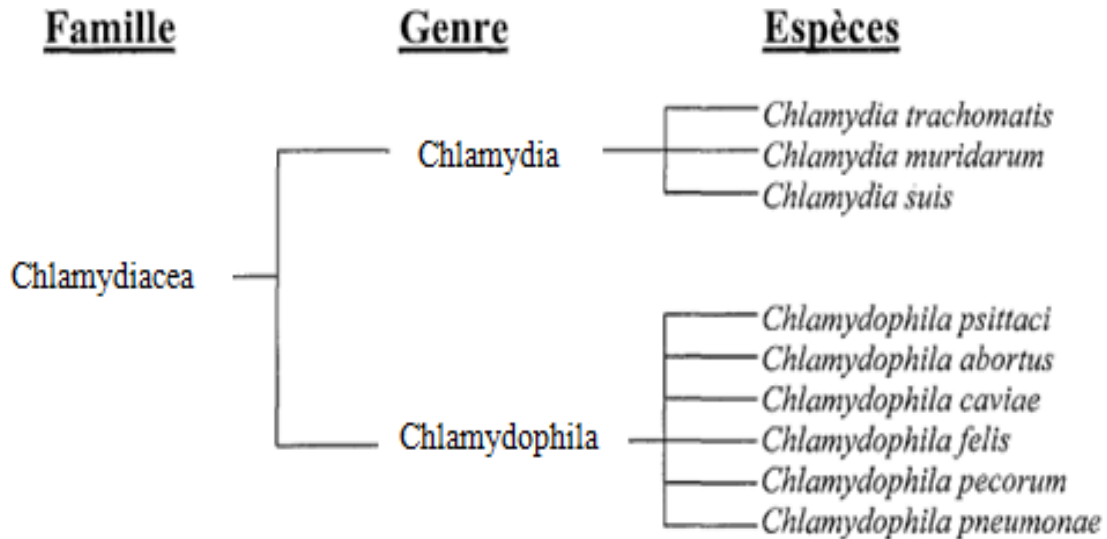 Famille Genre Espèces
Chlamydia trachomatis
Chlamydia Chlamydia muridarum
Chlamydia suis
Chlamydiacea
Chlamydophila psittaci
Chlamydophila abortus
Chlamydophila caviae
Chlamydophila Chlamydophila felis
Chlamydophila pecorum
Chlamydophila pneumonae